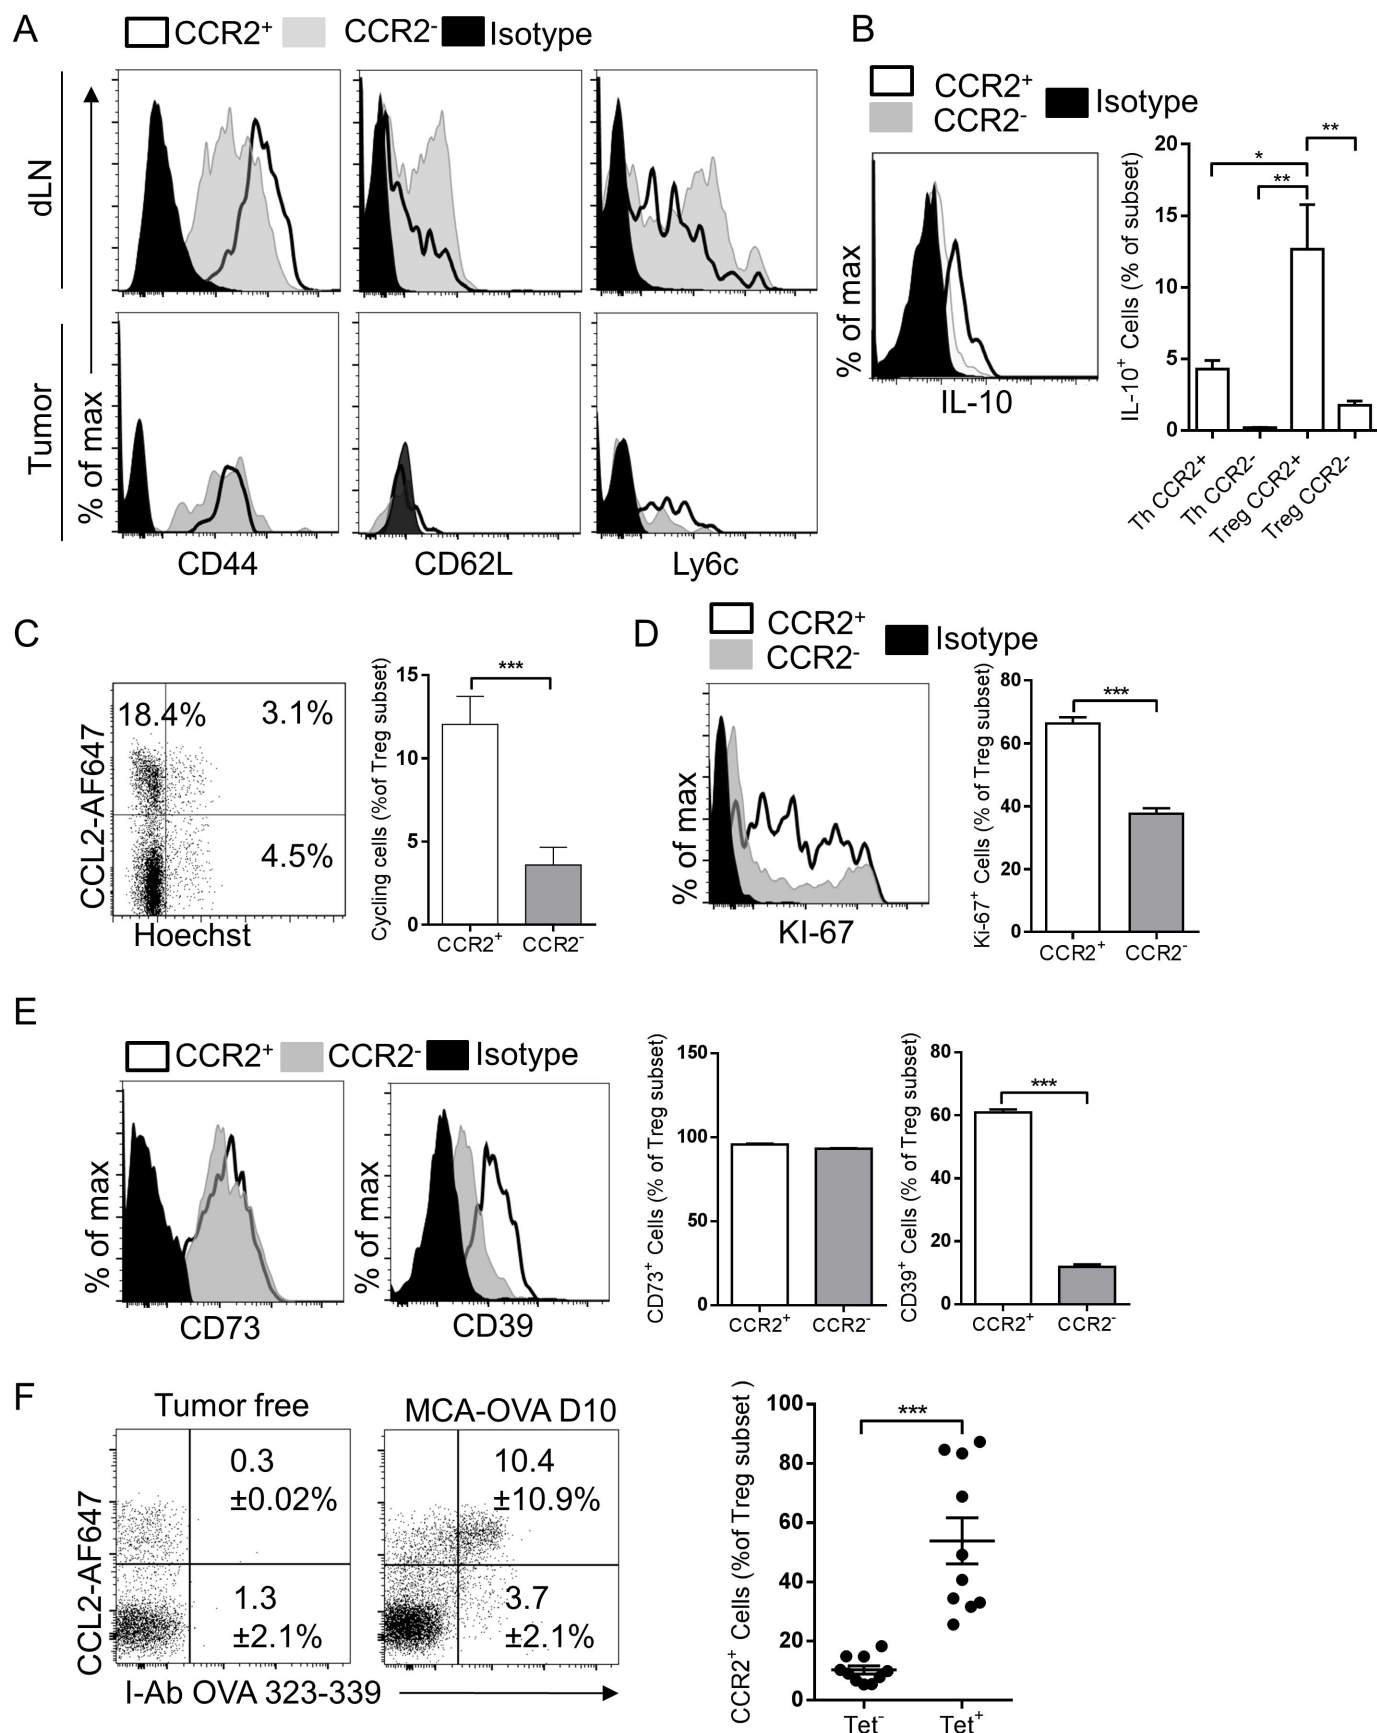 A
CCR2+ CCR2- Isotype
dLN
Tumor
% of max
CD44 CD62L Ly6c
B
CCR2+
CCR2-
Isotype
% of max
IL-10
IL-10+ Cells (% of subset)
20
15
10
5
0
*
**
**
Th CCR2+
Th CCR2-
Treg CCR2+
Treg CCR2-
C
CCL2-AF647
18.4% 3.1%
4.5%
Hoechst
Cycling cells (%of Treg subset)
15
10
5
0
***
CCR2+ CCR2-
D
CCR2+
CCR2-
Isotype
% of max
KI-67
Ki-67+ Cells (% of Treg subset)
80
60
40
20
0
***
CCR2+ CCR2-
E
CCR2+ CCR2- Isotype
% of max
CD73
% of max
CD39
CD73+ Cells (% of Treg subset)
150
100
50
0
CCR2+ CCR2-
CD39+ Cells (% of Treg subset)
80
60
40
20
0
***
CCR2+ CCR2-
F
Tumor free
MCA-OVA D10
CCL2-AF647
0.3
±0.02%
1.3
±2.1%
10.4
±10.9%
3.7
±2.1%
I-Ab OVA 323-339
CCR2+ Cells (%of Treg subset )
100
80
60
40
20
0
***
Tet- Tet+